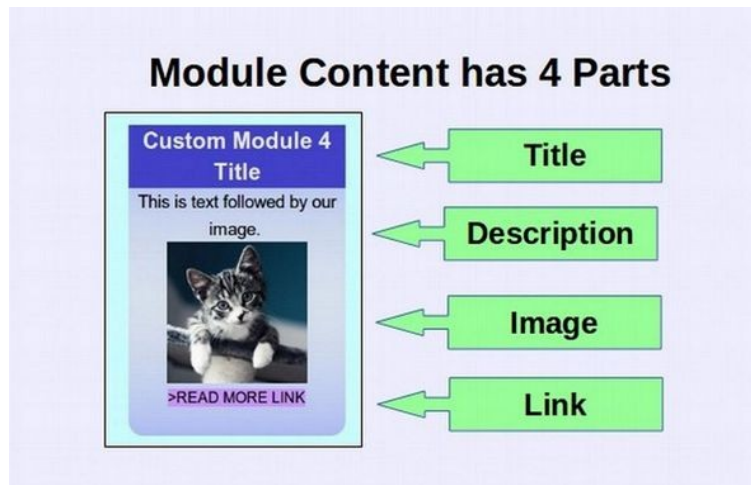 Module Content has 4 Parts
Custom Module 4
Title
This is text followed by our
image.
>READ MORE LINK
Title
Description
Image
Link